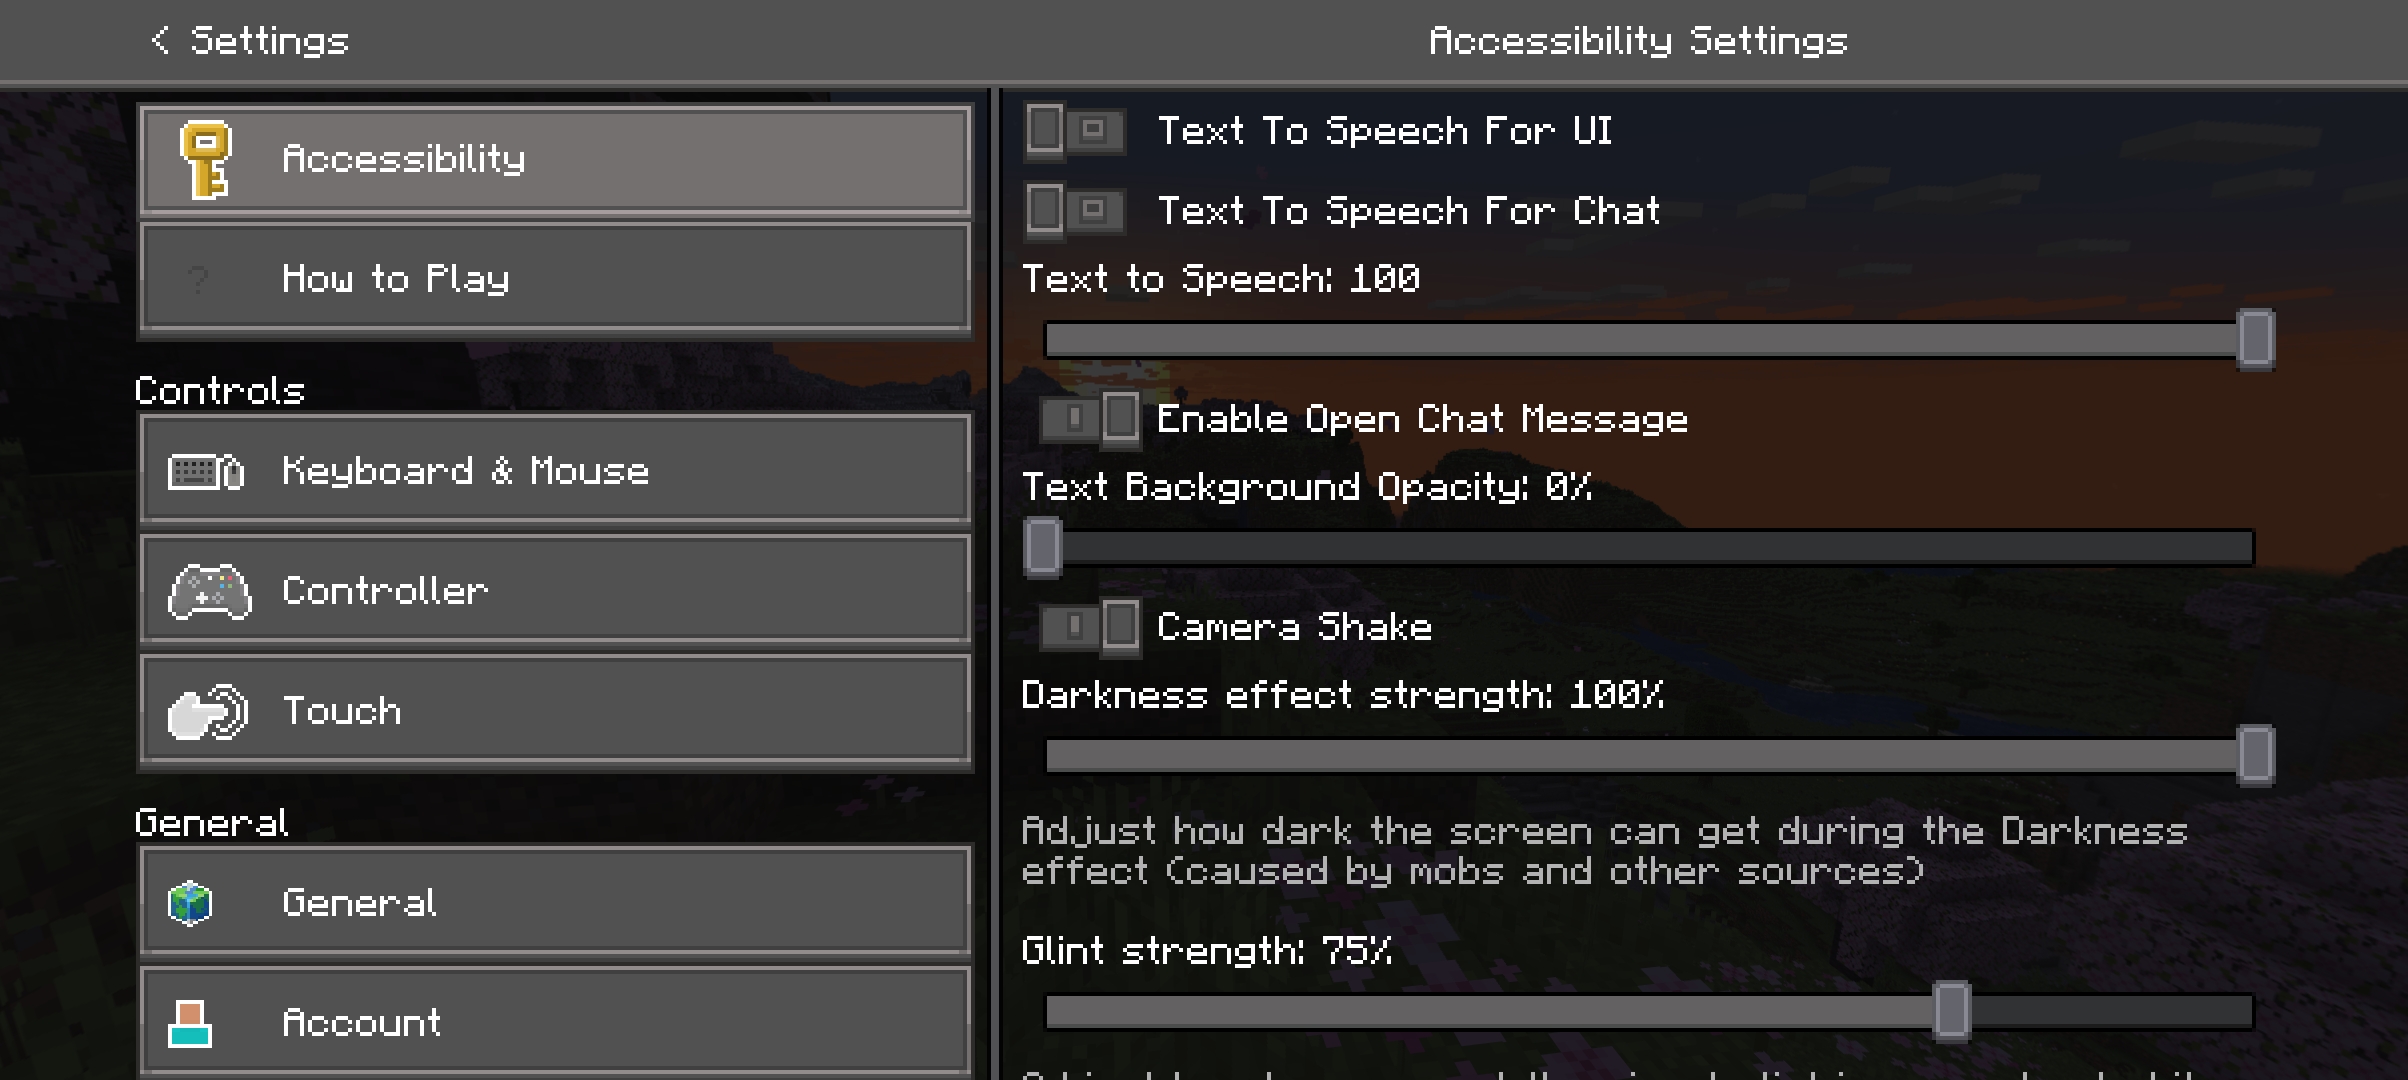 < Settings
Accessibility Settings
Accessibility
How to Play
Controls
Keyboard & Mouse
Controller
Touch
General
General
Account
Text To Speech For UI
Text To Speech For Chat
Text to Speech: 100
Enable Open Chat Message
Text Background Opacity: 0%
Camera Shake
Darkness effect strength: 100%
Adjust how dark the screen can get during the Darkness
effect (caused by mobs and other sources)
Glint strength: 75%